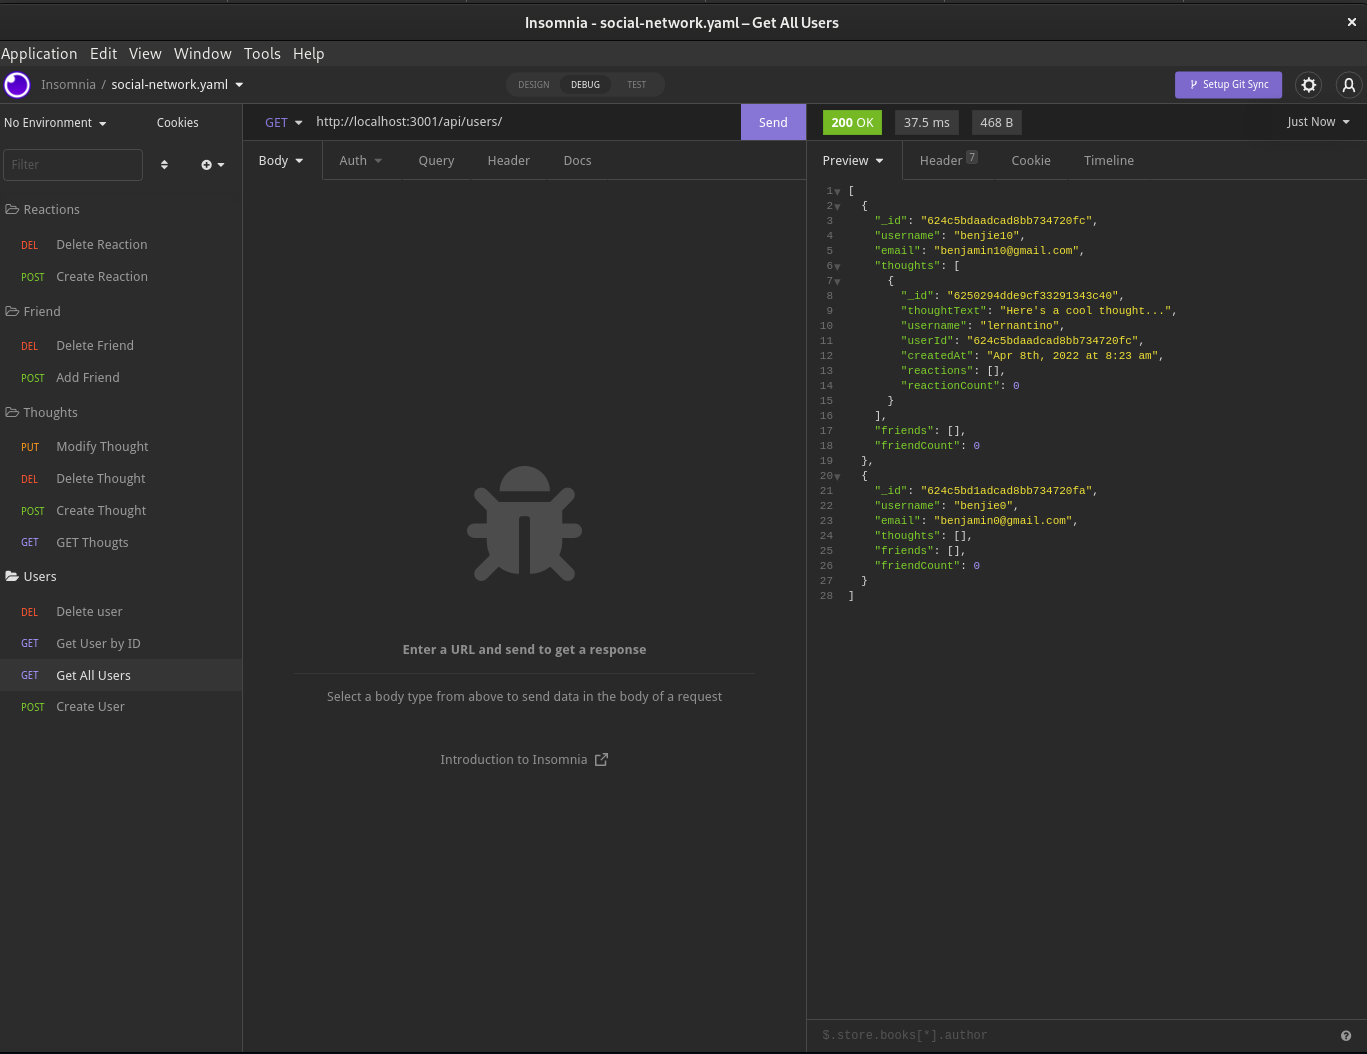 Insomnia - social-network.yaml – Get All Users
Application Edit View Window Tools Help
Insomnia / social-network.yaml
DESIGN DEBUG TEST
Setup Git Sync
No Environment Cookies
Filter
Reactions
DEL Delete Reaction
POST Create Reaction
Friend
DEL Delete Friend
POST Add Friend
Thoughts
PUT Modify Thought
DEL Delete Thought
POST Create Thought
GET GET Thougts
Users
DEL Delete user
GET Get User by ID
GET Get All Users
POST Create User
GET http://localhost:3001/api/users/ Send
Body Auth Query Header Docs
Enter a URL and send to get a response
Select a body type from above to send data in the body of a request
Introduction to Insomnia
200 OK 37.5 ms 468 B Just Now
Preview Header 7 Cookie Timeline
1 [
2 {
3 "_id": "624c5bdaadcad8bb734720fc",
4 "username": "benjie10",
5 "email": "benjamin10@gmail.com",
6 "thoughts": [
7 {
8 "_id": "6250294dde9cf33291343c40",
9 "thoughtText": "Here's a cool thought...",
10 "username": "lernantino",
11 "userId": "624c5bdaadcad8bb734720fc",
12 "createdAt": "Apr 8th, 2022 at 8:23 am",
13 "reactions": [],
14 "reactionCount": 0
15 }
16 ],
17 "friends": [],
18 "friendCount": 0
19 },
20 {
21 "_id": "624c5bd1adcad8bb734720fa",
22 "username": "benjie0",
23 "email": "benjamin0@gmail.com",
24 "thoughts": [],
25 "friends": [],
26 "friendCount": 0
27 }
28 ]
$.store.books[*].author